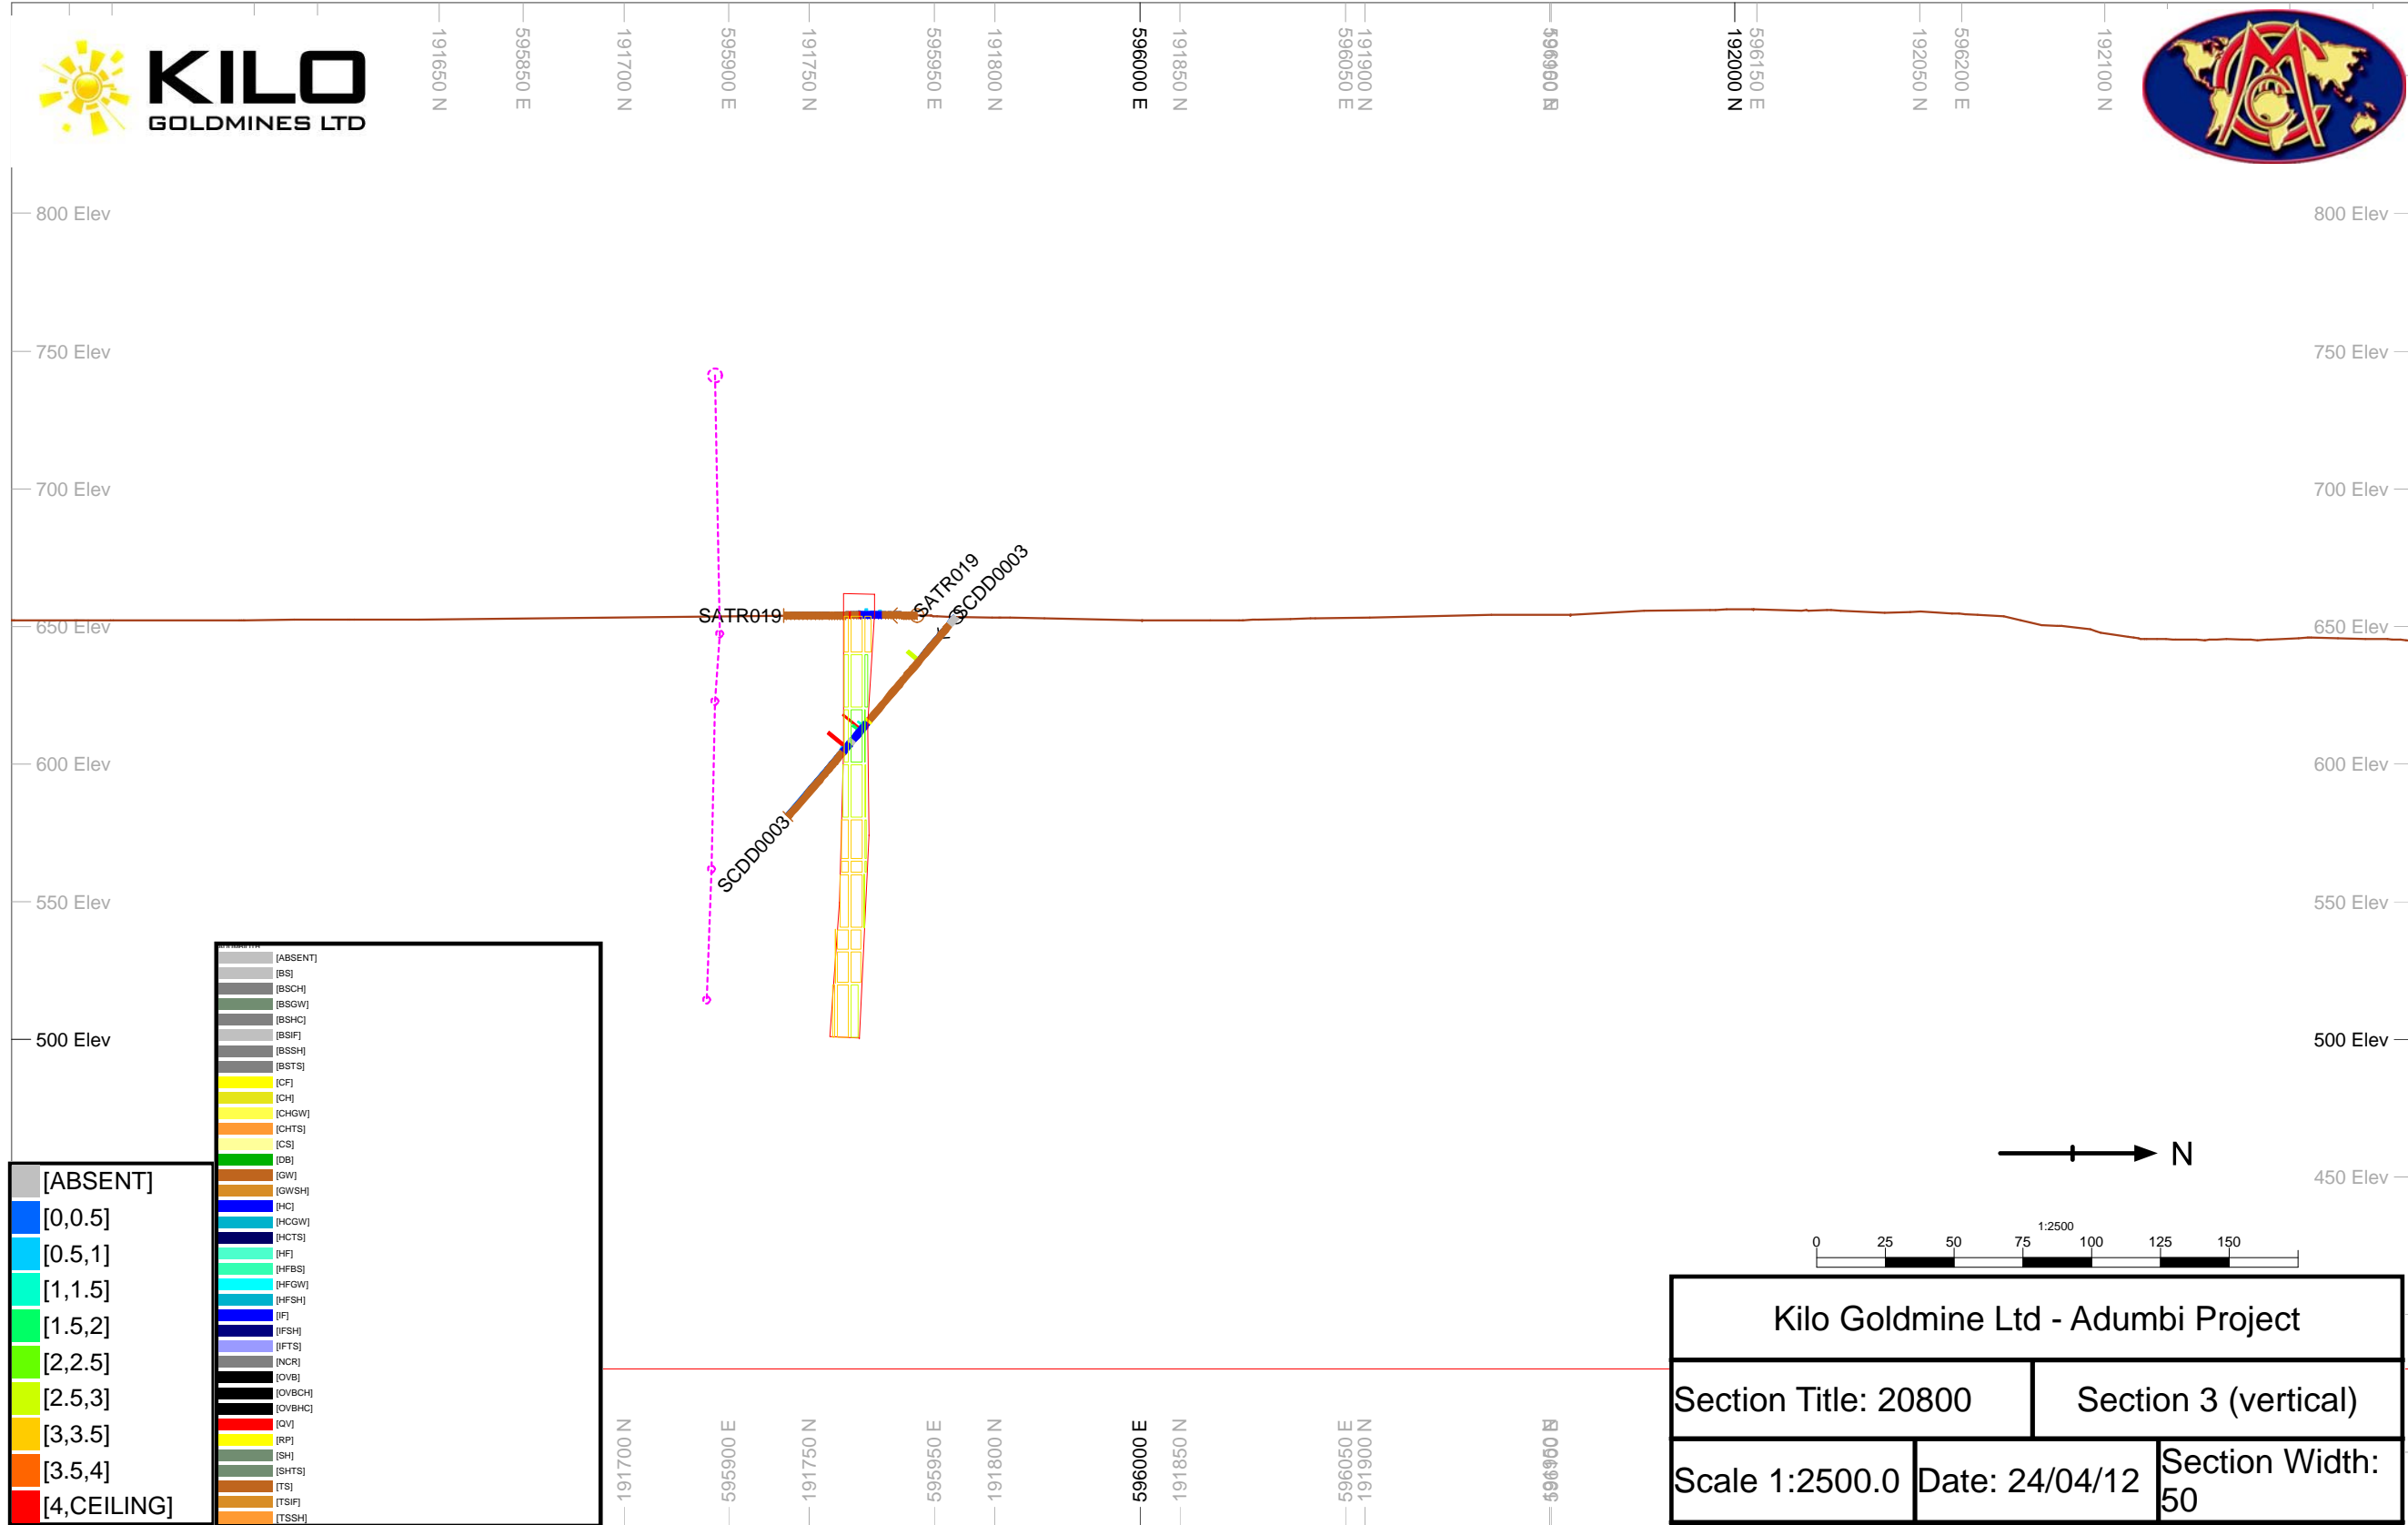 KILO
GOLDMINES LTD
191650 N
595850 E
191700 N
595900 E
191750 N
595950 E
191800 N
596000 E
191850 N
596050 E
191900 N
192000 N
596150 E
192050 N
596200 E
192100 N
800 Elev
800 Elev
750 Elev
750 Elev
700 Elev
700 Elev
650 Elev
650 Elev
600 Elev
600 Elev
550 Elev
550 Elev
500 Elev
500 Elev
450 Elev
SATR019
SATR019
SCDD0003
SCDD0003
N
[ABSENT]
[BS]
[BSCH]
[BSGW]
[BSHC]
[BSIF]
[BSSH]
[BSTS]
[CF]
[CH]
[CHGW]
[CHTS]
[CS]
[DB]
[GW]
[GWSH]
[HC]
[HCGW]
[HCTS]
[HF]
[HFBS]
[HFGW]
[HFSH]
[IF]
[IFSH]
[IFTS]
[NCR]
[OVB]
[OVBCH]
[OVBHC]
[QV]
[RP]
[SH]
[SHTS]
[TS]
[TSIF]
[TSSH]
[ABSENT]
[0,0.5]
[0.5,1]
[1,1.5]
[1.5,2]
[2,2.5]
[2.5,3]
[3,3.5]
[3.5,4]
[4,CEILING]
1:2500
0 25 50 75 100 125 150
Kilo Goldmine Ltd - Adumbi Project
Section Title: 20800
Section 3 (vertical)
Scale 1:2500.0
Date: 24/04/12
Section Width:
50
191700 N
595900 E
191750 N
595950 E
191800 N
596000 E
191850 N
596050 E
191900 N